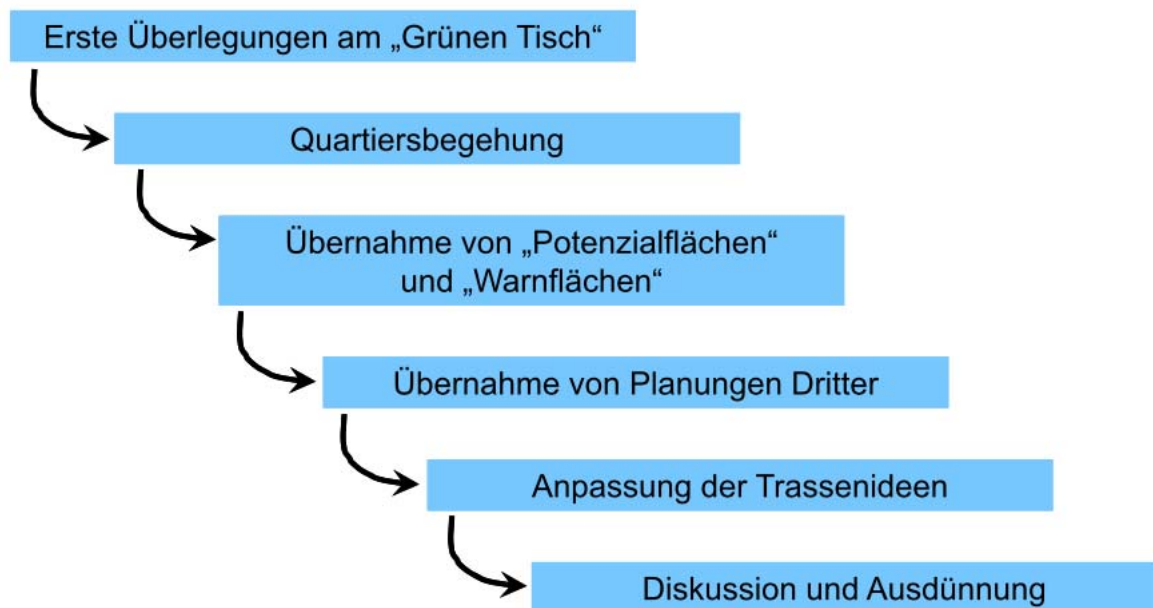 Erste Überlegungen am „Grünen Tisch“
Quartiersbegehung
Übernahme von „Potenzialflächen“
und „Warnflächen“
Übernahme von Planungen Dritter
Anpassung der Trassenideen
Diskussion und Ausdünnung